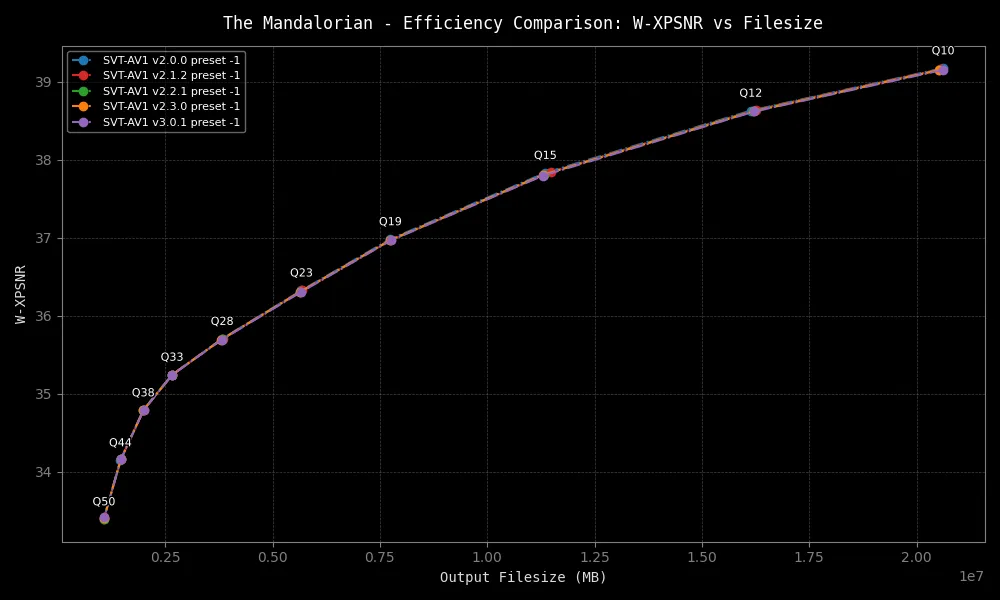 The Mandalorian - Efficiency Comparison: W-XPSNR vs Filesize
SVT-AV1 v2.0.0 preset -1
SVT-AV1 v2.1.2 preset -1
SVT-AV1 v2.2.1 preset -1
SVT-AV1 v2.3.0 preset -1
SVT-AV1 v3.0.1 preset -1
Q10
Q12
Q15
Q19
Q23
Q28
Q33
Q38
Q44
Q50
39
38
37
36
35
34
W-XPSNR
0.25 0.50 0.75 1.00 1.25 1.50 1.75 2.00
1e7
Output Filesize (MB)